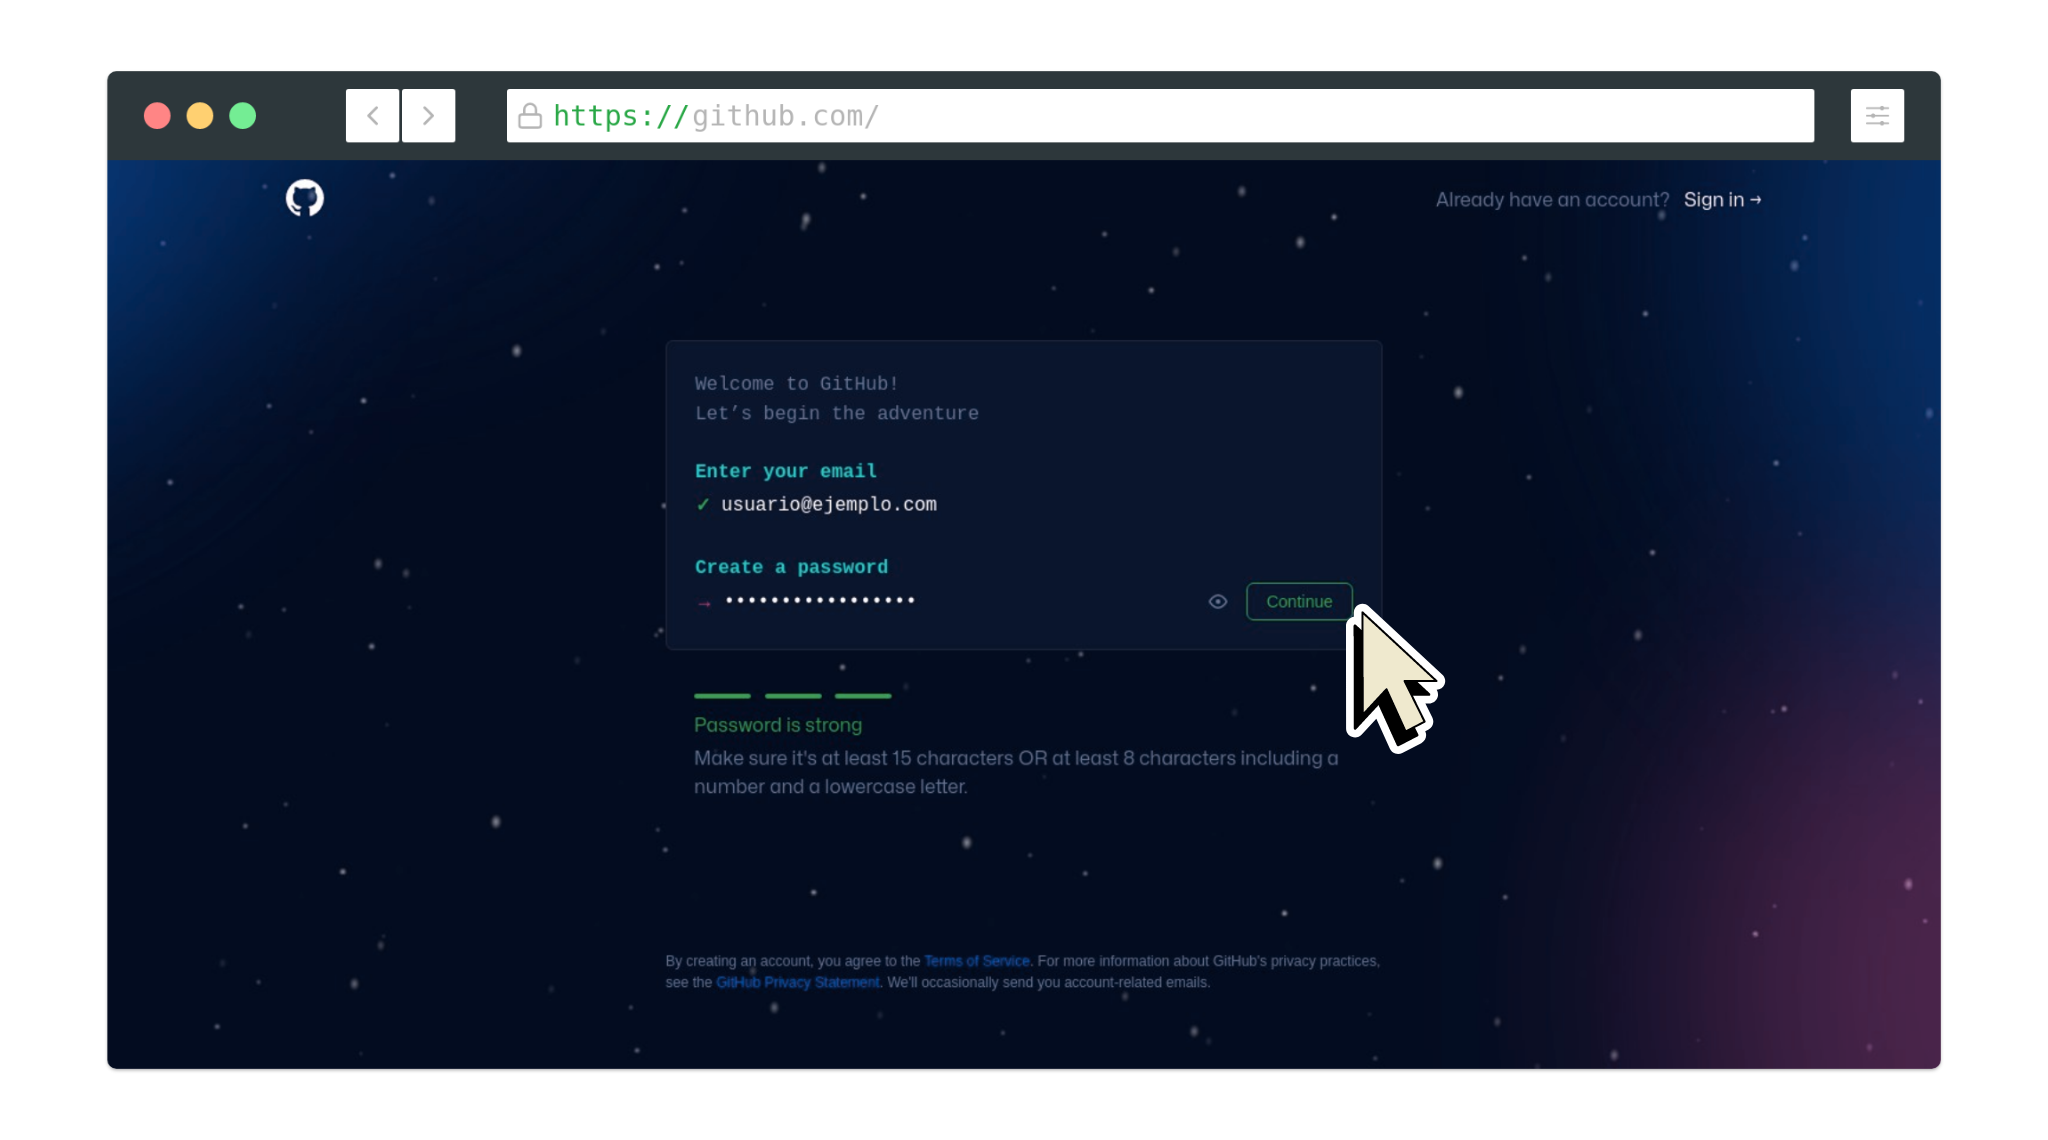 https://github.com/
Already have an account? Sign in →
Welcome to GitHub!
Let’s begin the adventure
Enter your email
✓ usuario@ejemplo.com
Create a password
→ •••••••••••••••••
Continue
Password is strong
Make sure it's at least 15 characters OR at least 8 characters including a
number and a lowercase letter.
By creating an account, you agree to the Terms of Service. For more information about GitHub's privacy practices,
see the GitHub Privacy Statement. We'll occasionally send you account-related emails.